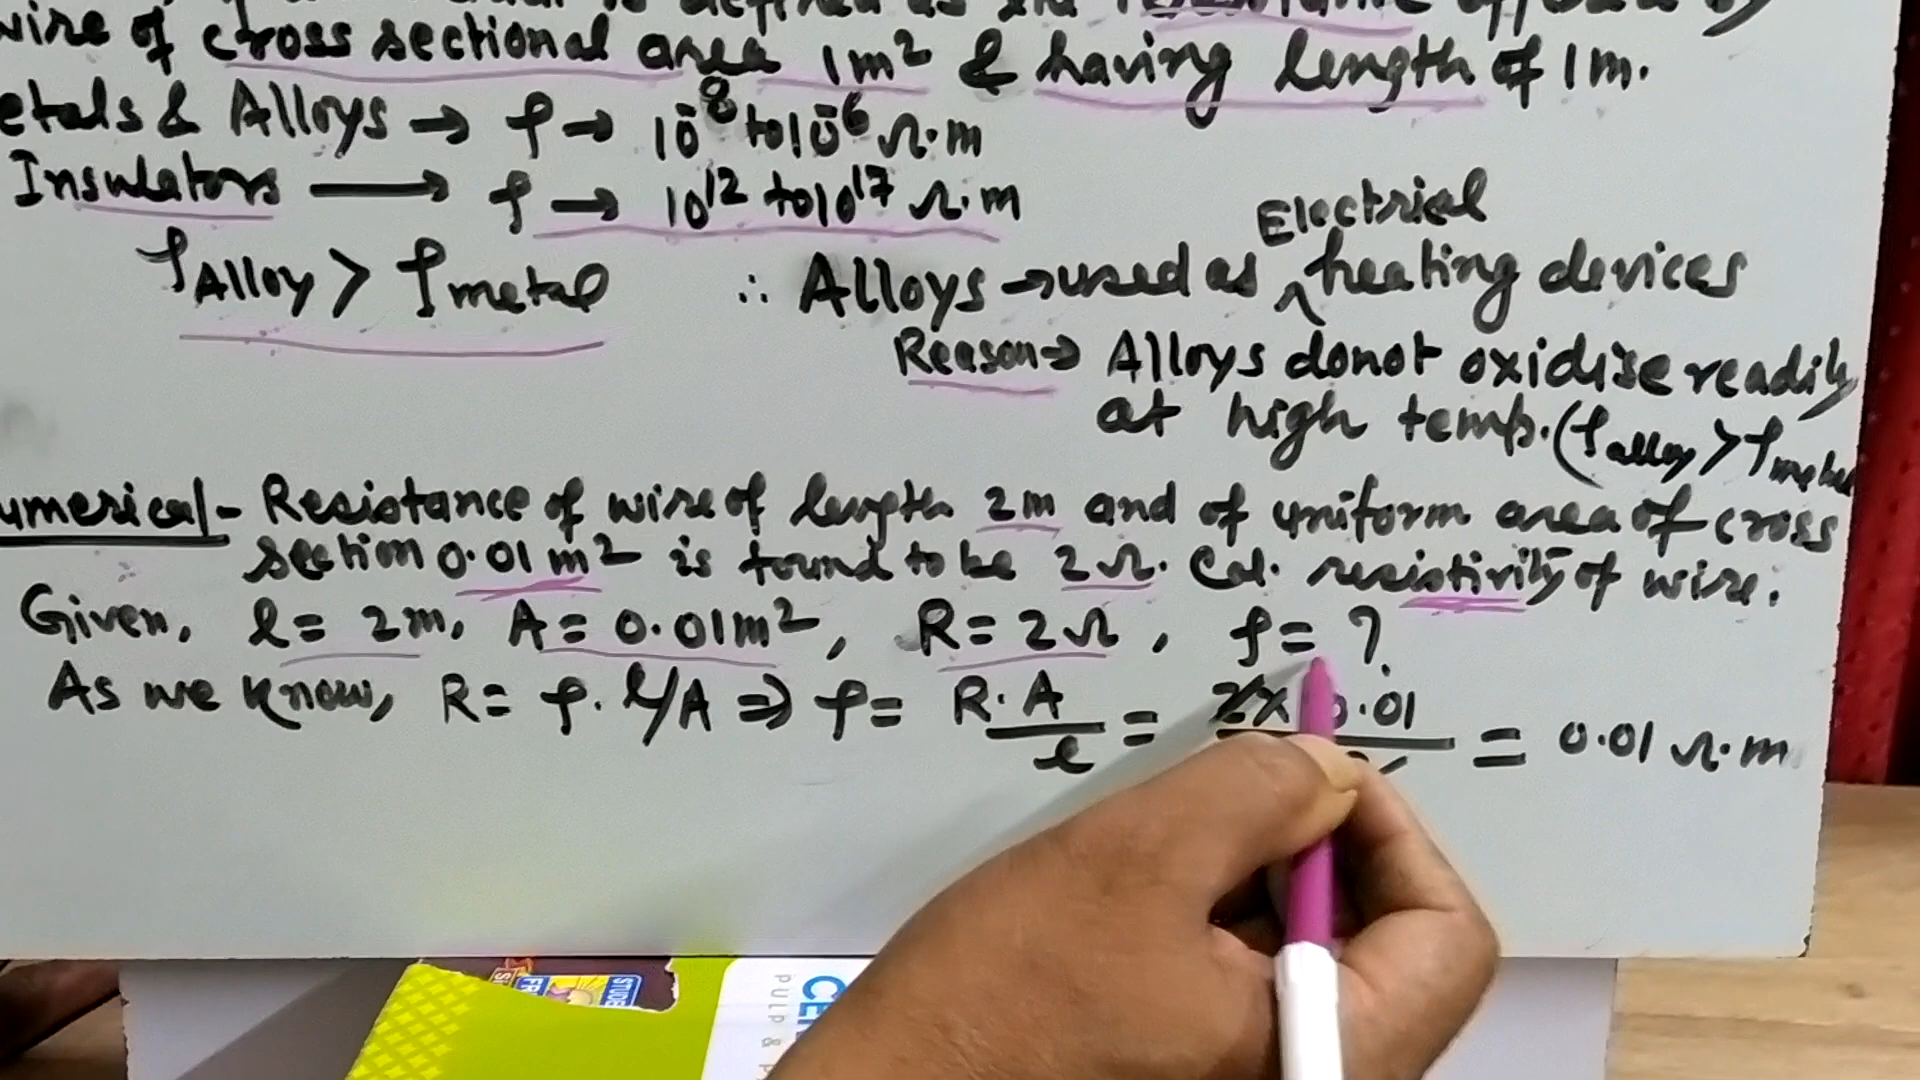 wire of cross sectional area 1m² & having length of 1m.
etals & Alloys → ρ → 10⁻⁸ to 10⁻⁶ Ω·m
Insulators ⟶ ρ → 10¹² to 10¹⁷ Ω·m
ρAlloy > ρmetal ∴ Alloys → used as Electrical heating devices
Reason → Alloys donot oxidise readily
at high temp. (ρalloy > ρmetal
umerical - Resistance of wire of length 2m and of uniform area of cross
section 0.01m² is found to be 2Ω. Cal. resistivity of wire.
Given, l = 2m, A = 0.01m², R = 2Ω, ρ = ?
As we know, R = ρ. l/A ⇒ ρ = R·A / l = 2 x 0.01 / = 0.01 Ω·m